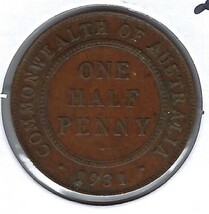 COMMONWEALTH OF AUSTRALIA
ONE
HALF
PENNY
1931